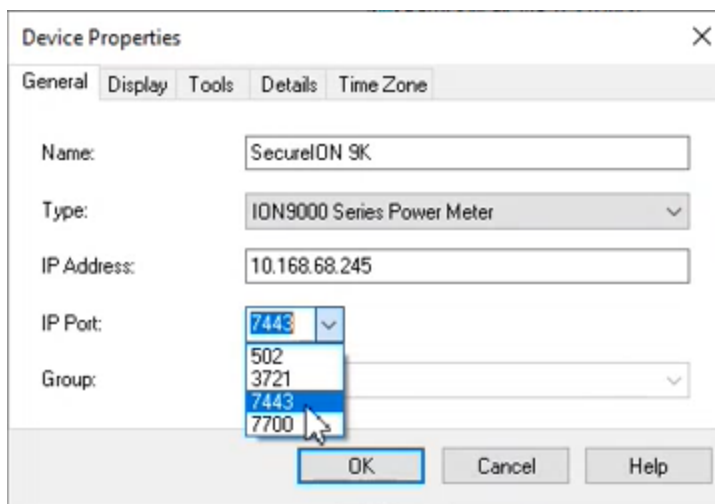 Device Properties
General Display Tools Details Time Zone
Name: SecureION 9K
Type: ION9000 Series Power Meter
IP Address: 10.168.68.245
IP Port: 7443
502
Group: 3721
7443
7700
OK Cancel Help